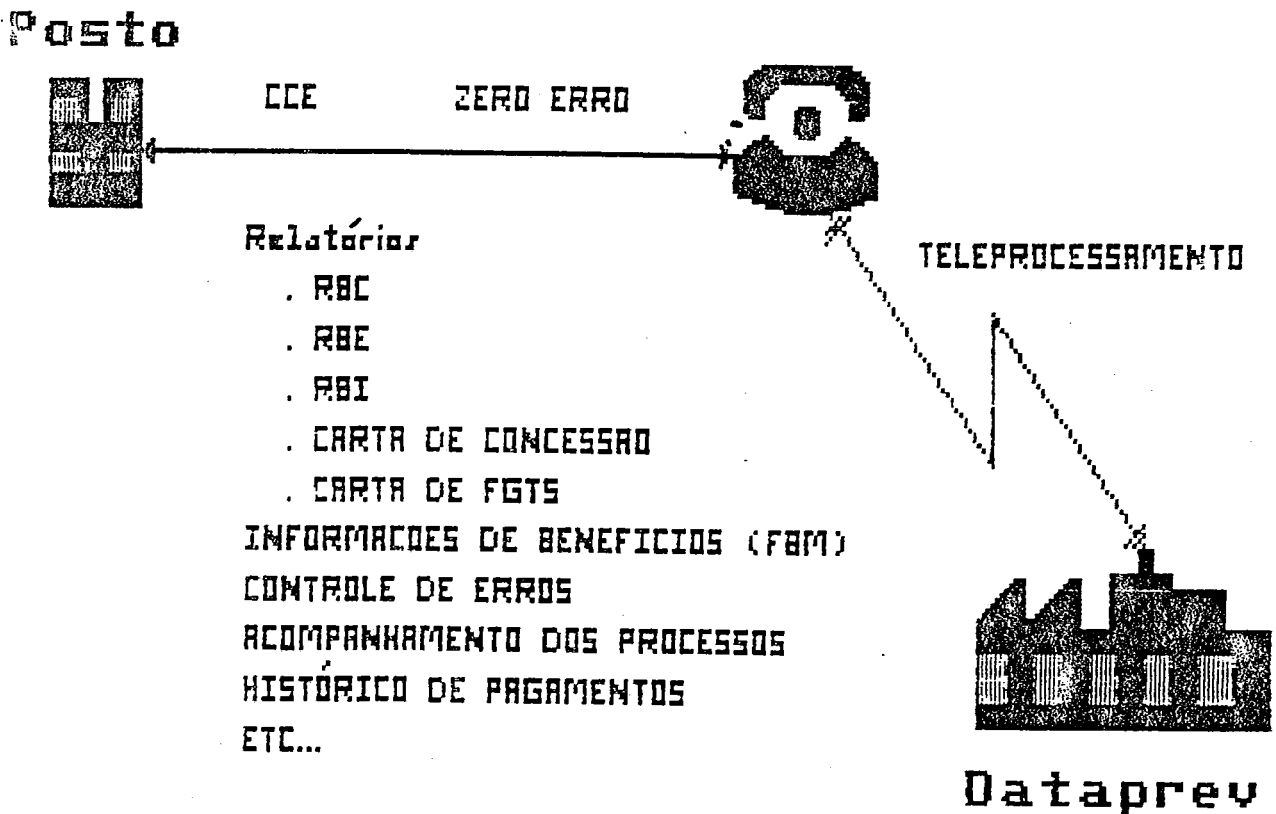 Posto
CCE ZERO ERRO
Relatórios
. RBC
. RBE
. RBI
. CARTA DE CONCESSAO
. CARTA DE FGTS
INFORMACOES DE BENEFICIOS (FBM)
CONTROLE DE ERROS
ACOMPANHAMENTO DOS PROCESSOS
HISTÓRICO DE PAGAMENTOS
ETC...
TELEPROCESSAMENTO
Dataprev